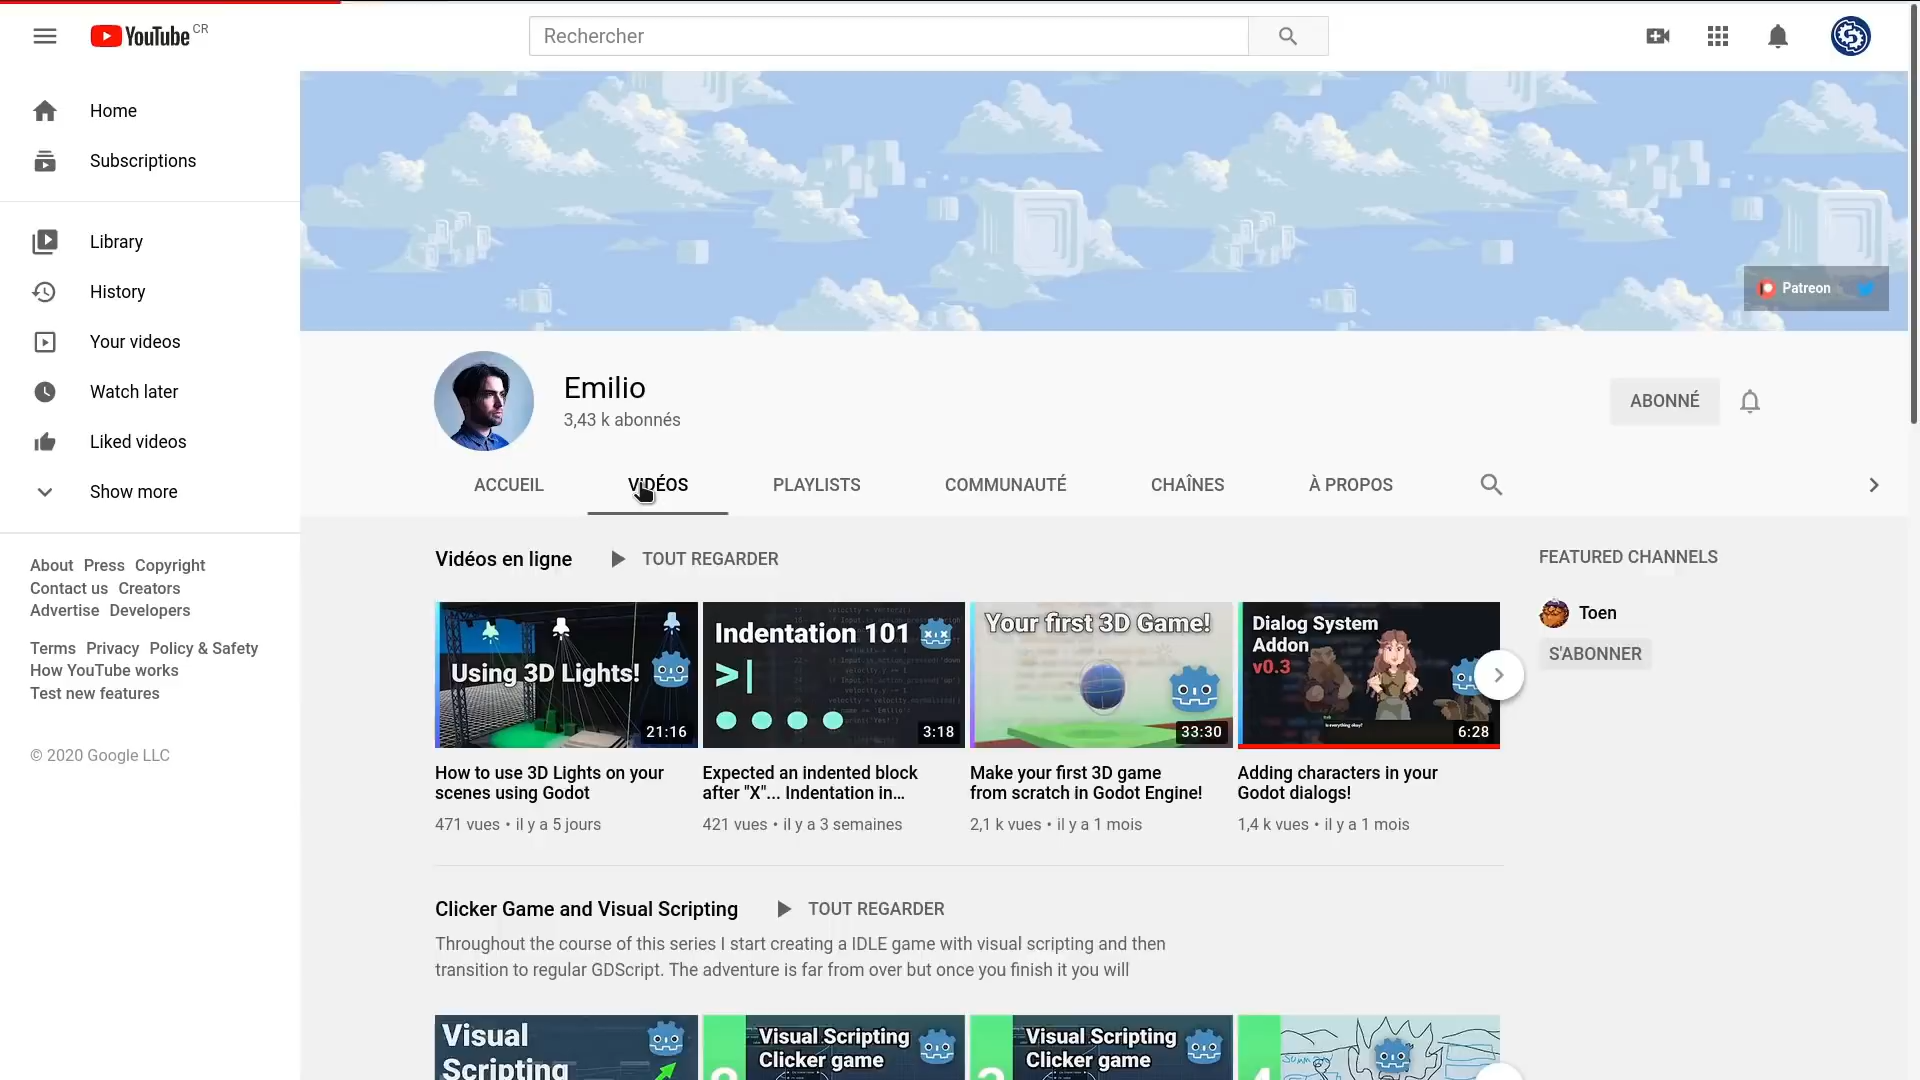 YouTube CR
Rechercher
Home
Subscriptions
Library
History
Your videos
Watch later
Liked videos
Show more
About Press Copyright
Contact us Creators
Advertise Developers
Terms Privacy Policy & Safety
How YouTube works
Test new features
© 2020 Google LLC
Patreon
Emilio
3,43 k abonnés
ABONNÉ
ACCUEIL VIDÉOS PLAYLISTS COMMUNAUTÉ CHAÎNES À PROPOS
Vidéos en ligne TOUT REGARDER
Using 3D Lights!
21:16
Indentation 101
>|
3:18
Your first 3D Game!
33:30
Dialog System
Addon
v0.3
6:28
How to use 3D Lights on your
scenes using Godot
471 vues • il y a 5 jours
Expected an indented block
after "X"... Indentation in…
421 vues • il y a 3 semaines
Make your first 3D game
from scratch in Godot Engine!
2,1 k vues • il y a 1 mois
Adding characters in your
Godot dialogs!
1,4 k vues • il y a 1 mois
FEATURED CHANNELS
Toen
S'ABONNER
Clicker Game and Visual Scripting TOUT REGARDER
Throughout the course of this series I start creating a IDLE game with visual scripting and then
transition to regular GDScript. The adventure is far from over but once you finish it you will
Visual
Scripting
Visual Scripting
Clicker game
Visual Scripting
Clicker game